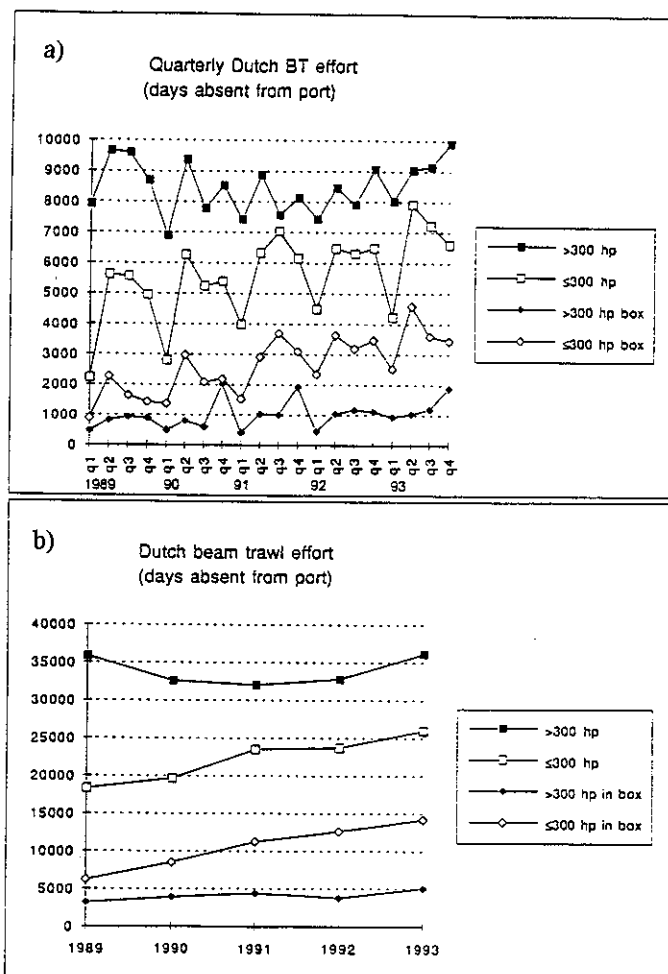 a)
Quarterly Dutch BT effort
(days absent from port)
10000
9000
8000
7000
6000
5000
4000
3000
2000
1000
0
q1 q2 q3 q4 q1 q2 q3 q4 q1 q2 q3 q4 q1 q2 q3 q4 q1 q2 q3 q4
1989 90 91 92 93
>300 hp
≤300 hp
>300 hp box
≤300 hp box
b)
Dutch beam trawl effort
(days absent from port)
40000
35000
30000
25000
20000
15000
10000
5000
0
1989 1990 1991 1992 1993
>300 hp
≤300 hp
>300 hp in box
≤300 hp in box